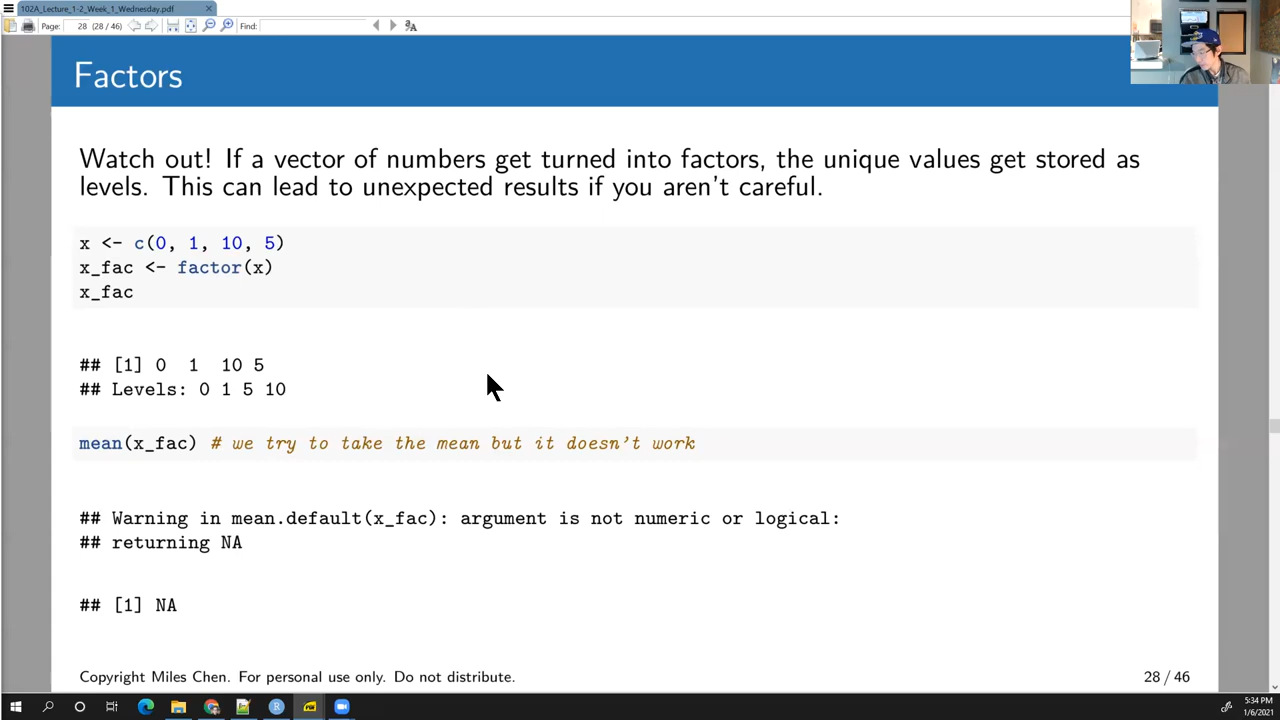 102A_Lecture_1-2_Week_1_Wednesday.pdf
Page: 28 (28 / 46) Find:
Factors
Watch out! If a vector of numbers get turned into factors, the unique values get stored as
levels. This can lead to unexpected results if you aren't careful.
x <- c(0, 1, 10, 5)
x_fac <- factor(x)
x_fac
## [1] 0 1 10 5
## Levels: 0 1 5 10
mean(x_fac) # we try to take the mean but it doesn't work
## Warning in mean.default(x_fac): argument is not numeric or logical:
## returning NA
## [1] NA
Copyright Miles Chen. For personal use only. Do not distribute.
28 / 46
5:34 PM
1/6/2021